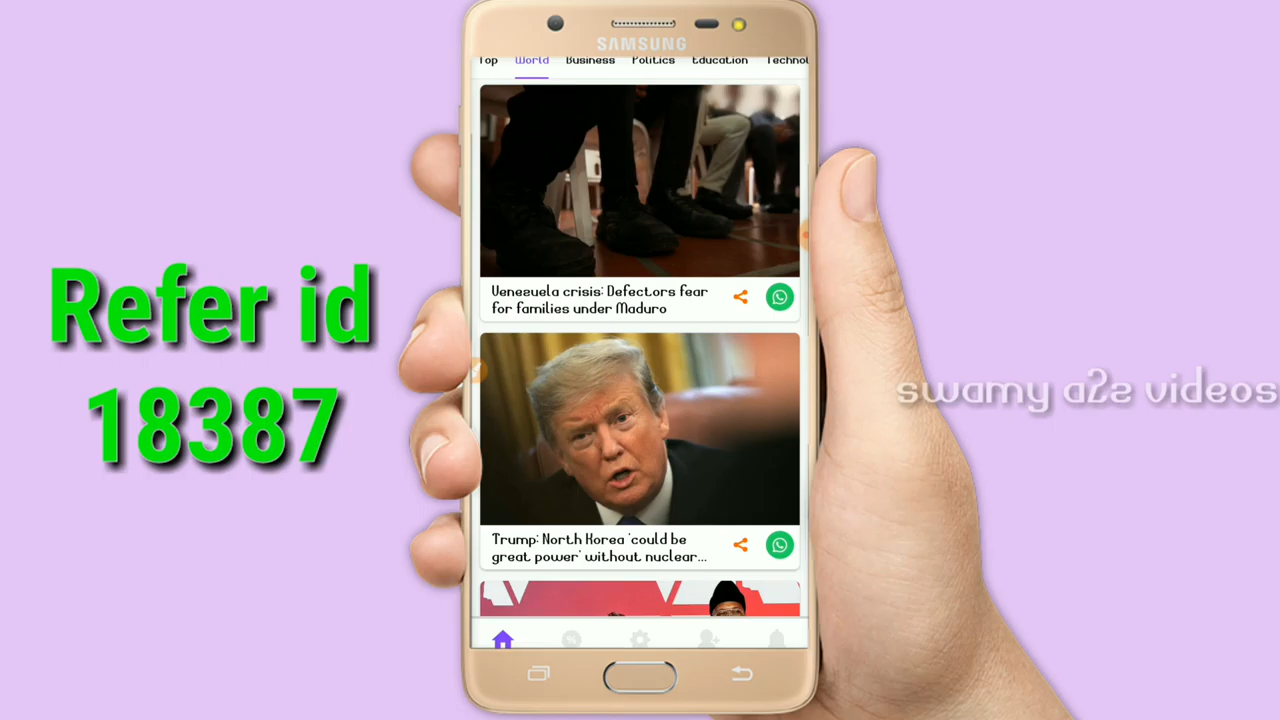 SAMSUNG
Top World Business Politics Education Technol
Venezuela crisis: Defectors fear
for families under Maduro
Trump: North Korea 'could be
great power' without nuclear...
Refer id
18387
swamy a2z videos